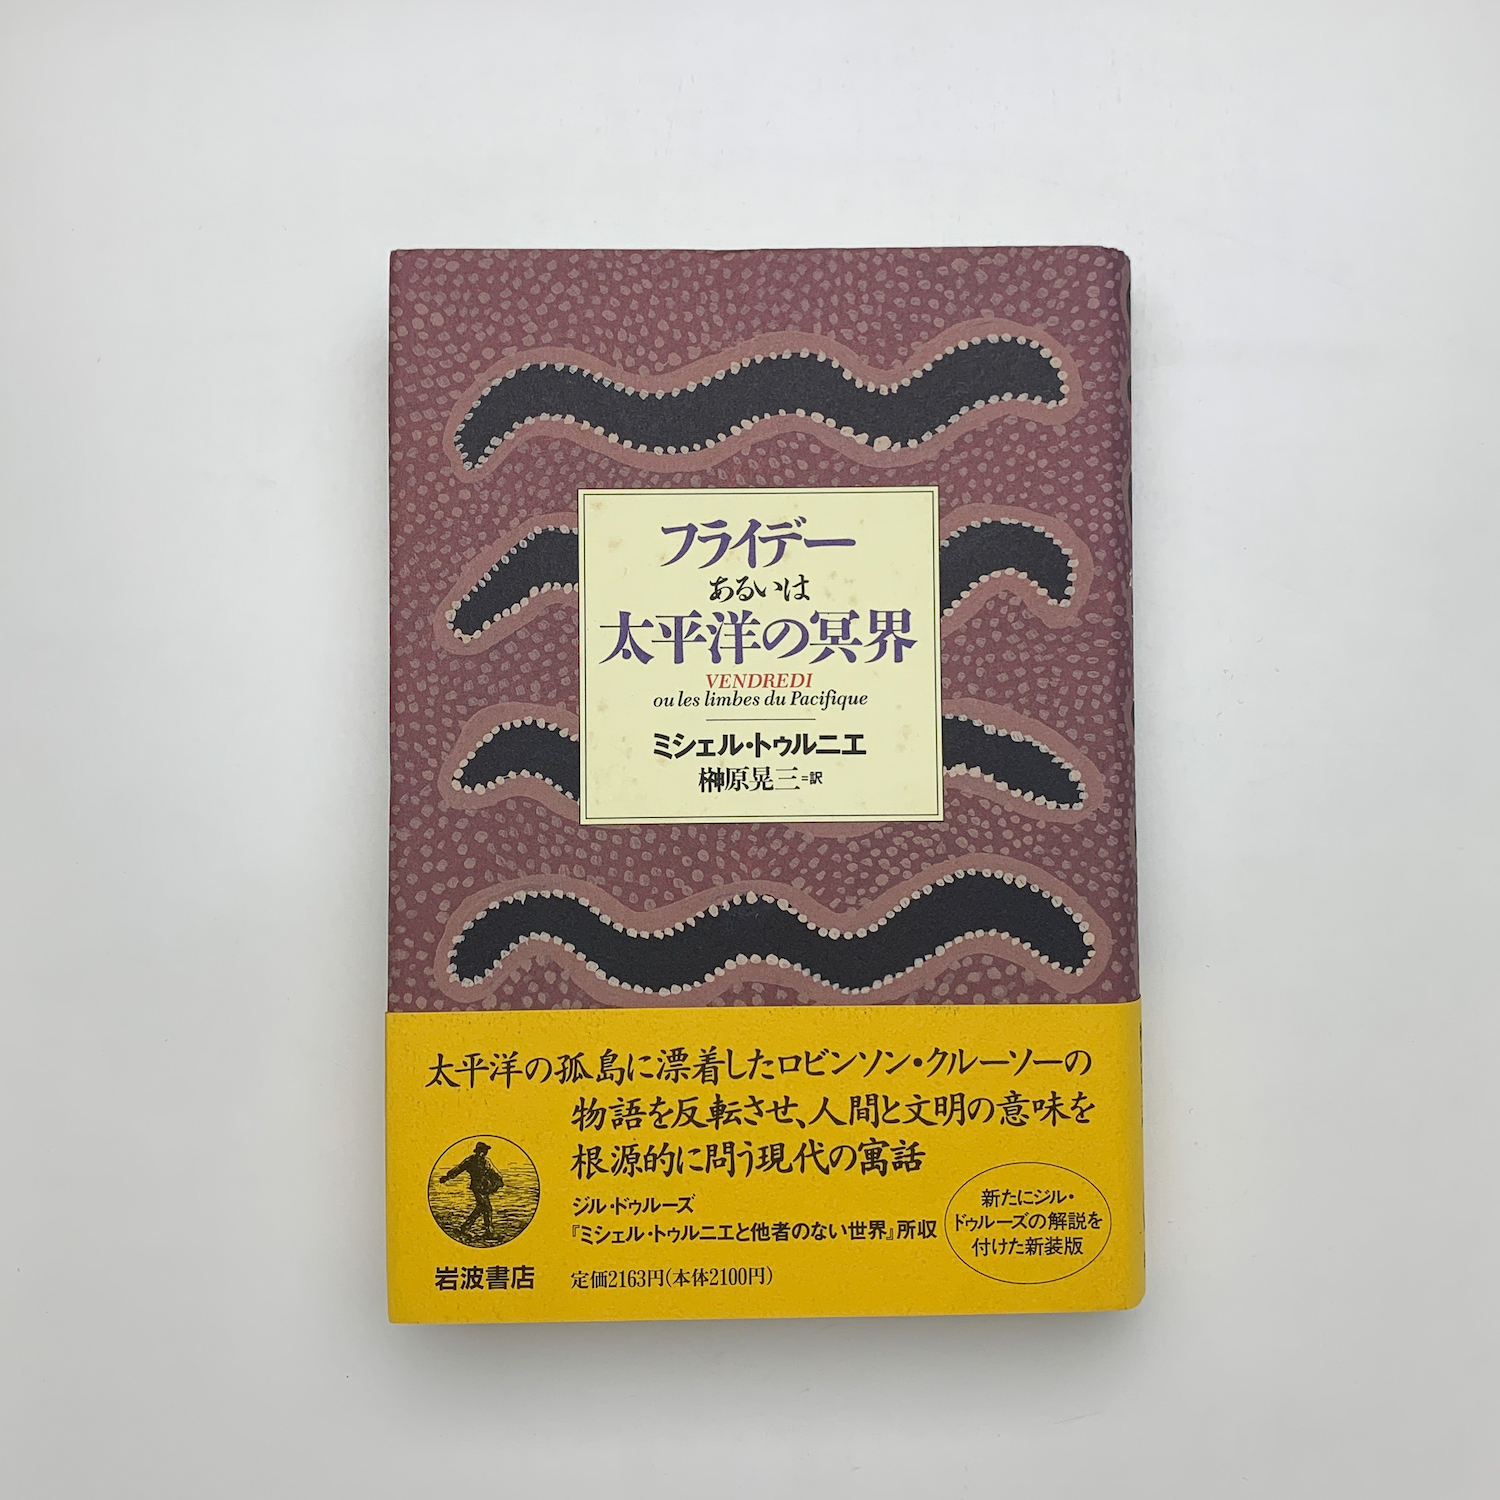 フライデー
あるいは
太平洋の冥界
VENDREDI
ou les limbes du Pacifique
ミシェル・トゥルニエ
榊原晃三=訳
太平洋の孤島に漂着したロビンソン・クルーソーの
物語を反転させ、人間と文明の意味を
根源的に問う現代の寓話
ジル・ドゥルーズ
『ミシェル・トゥルニエと他者のない世界』所収
新たにジル・
ドゥルーズの解説を
付けた新装版
岩波書店
定価2163円(本体2100円)